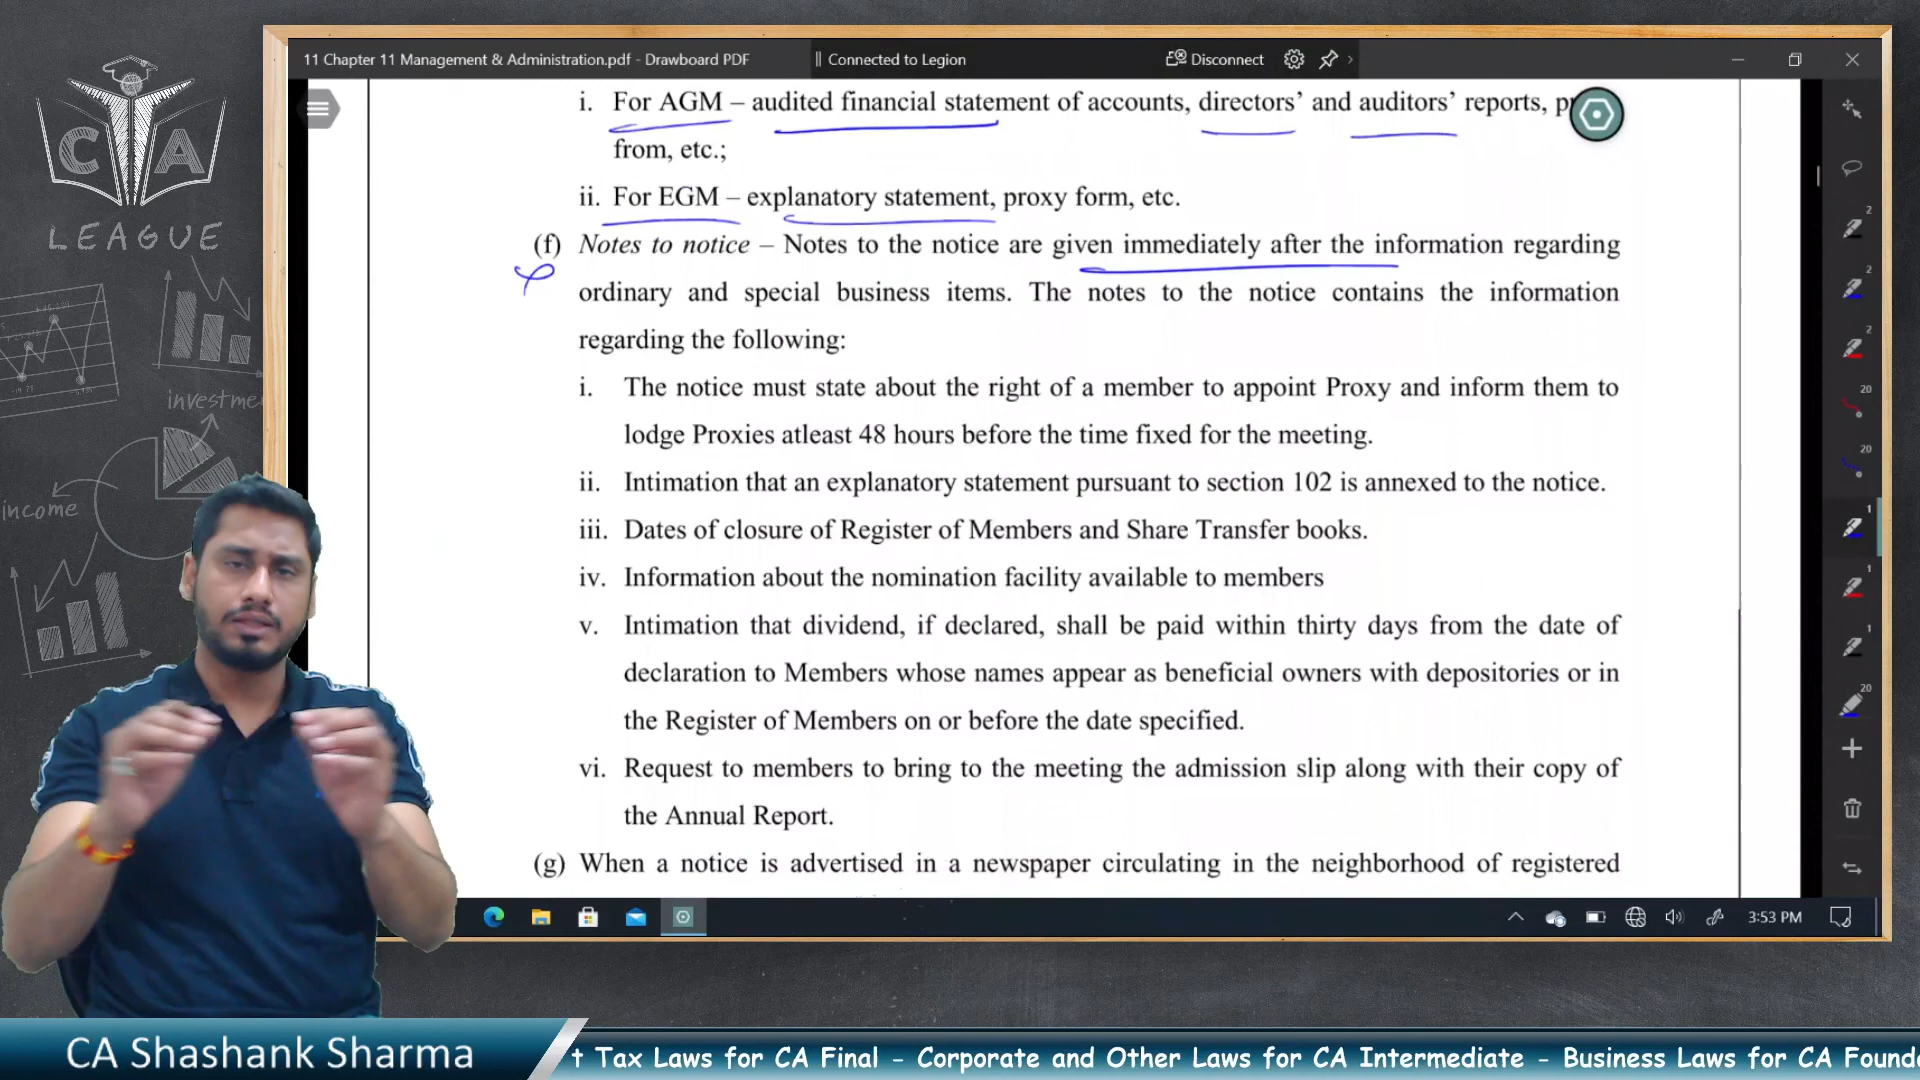 11 Chapter 11 Management & Administration.pdf - Drawboard PDF
Connected to Legion
Disconnect
i. For AGM – audited financial statement of accounts, directors’ and auditors’ reports,
from, etc.;
ii. For EGM – explanatory statement, proxy form, etc.
(f) Notes to notice – Notes to the notice are given immediately after the information regarding
ordinary and special business items. The notes to the notice contains the information
regarding the following:
i. The notice must state about the right of a member to appoint Proxy and inform them to
lodge Proxies atleast 48 hours before the time fixed for the meeting.
ii. Intimation that an explanatory statement pursuant to section 102 is annexed to the notice.
iii. Dates of closure of Register of Members and Share Transfer books.
iv. Information about the nomination facility available to members
v. Intimation that dividend, if declared, shall be paid within thirty days from the date of
declaration to Members whose names appear as beneficial owners with depositories or in
the Register of Members on or before the date specified.
vi. Request to members to bring to the meeting the admission slip along with their copy of
the Annual Report.
(g) When a notice is advertised in a newspaper circulating in the neighborhood of registered
2
2
2
20
20
1
1
1
20
3:53 PM
CA
LEAGUE
investme
income
CA Shashank Sharma
t Tax Laws for CA Final - Corporate and Other Laws for CA Intermediate - Business Laws for CA Found